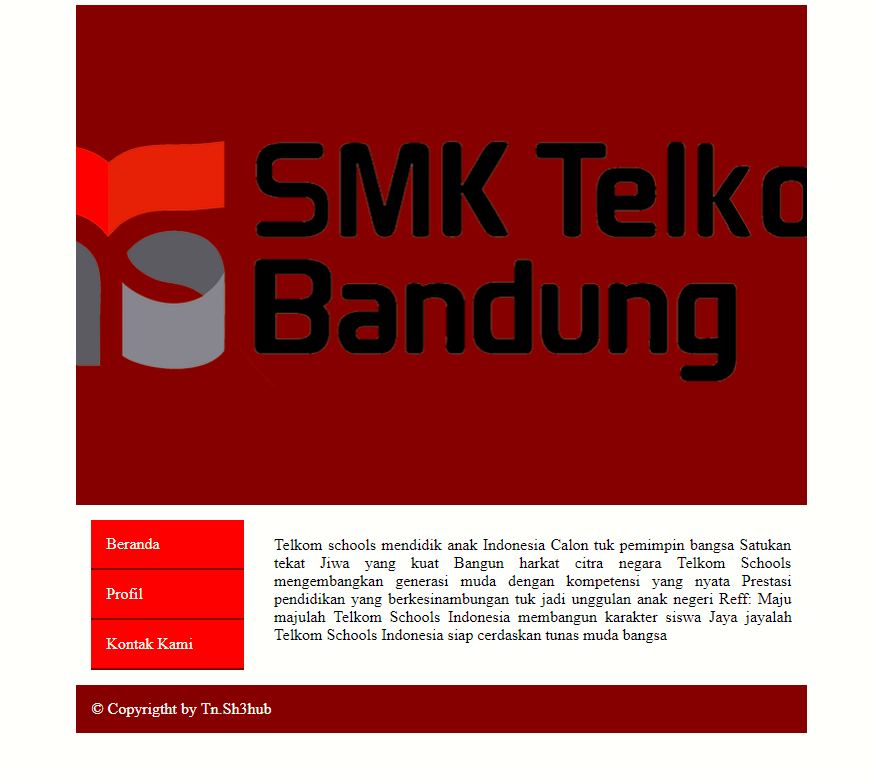 SMK Telko
Bandung
Beranda
Profil
Kontak Kami
Telkom schools mendidik anak Indonesia Calon tuk pemimpin bangsa Satukan
tekat Jiwa yang kuat Bangun harkat citra negara Telkom Schools
mengembangkan generasi muda dengan kompetensi yang nyata Prestasi
pendidikan yang berkesinambungan tuk jadi unggulan anak negeri Reff: Maju
majulah Telkom Schools Indonesia membangun karakter siswa Jaya jayalah
Telkom Schools Indonesia siap cerdaskan tunas muda bangsa
© Copyrigtht by Tn.Sh3hub